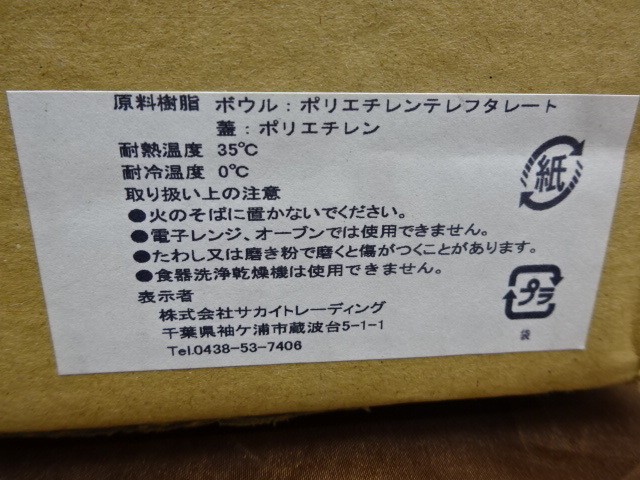 原料樹脂 ボウル：ポリエチレンテレフタレート
蓋：ポリエチレン
耐熱温度 35℃
耐冷温度 0℃
取り扱い上の注意
●火のそばに置かないでください。
●電子レンジ、オーブンでは使用できません。
●たわし又は磨き粉で磨くと傷がつくことがあります。
●食器洗浄乾燥機は使用できません。
表示者
株式会社サカイトレーディング
千葉県袖ケ浦市蔵波台5-1-1
Tel.0438-53-7406
紙
プラ
袋